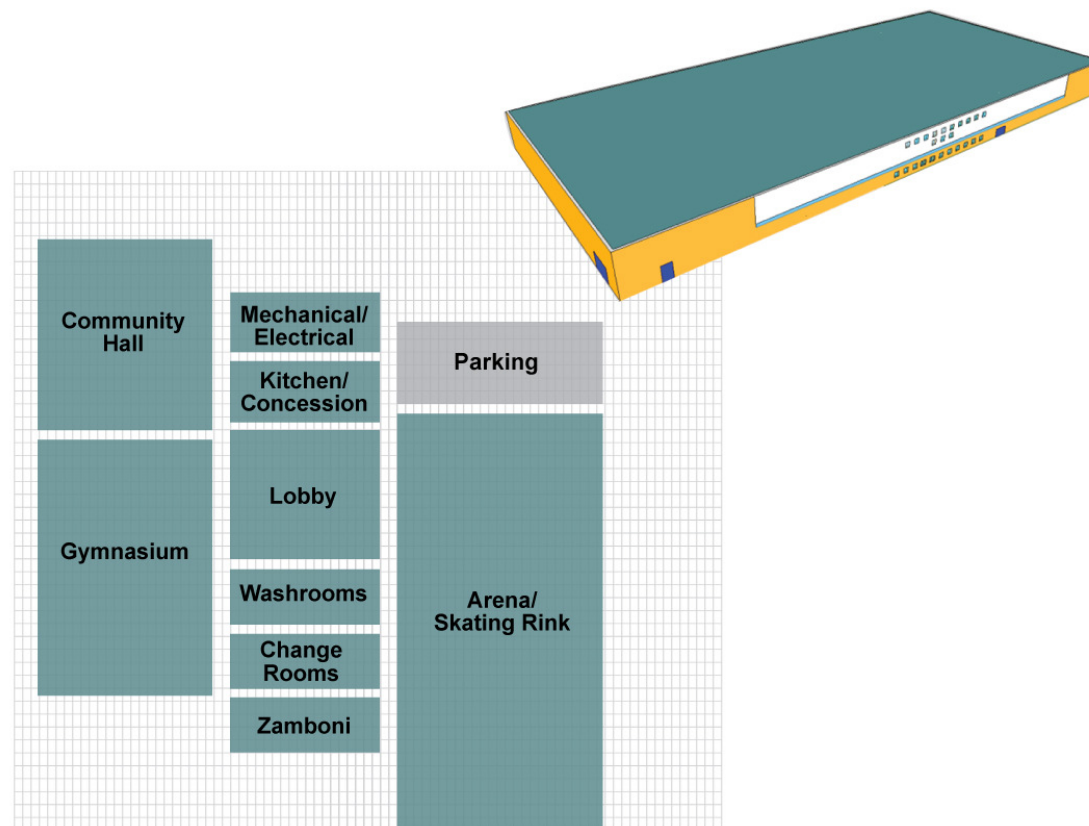 Community
Hall
Gymnasium
Mechanical/
Electrical
Kitchen/
Concession
Lobby
Washrooms
Change
Rooms
Zamboni
Parking
Arena/
Skating Rink